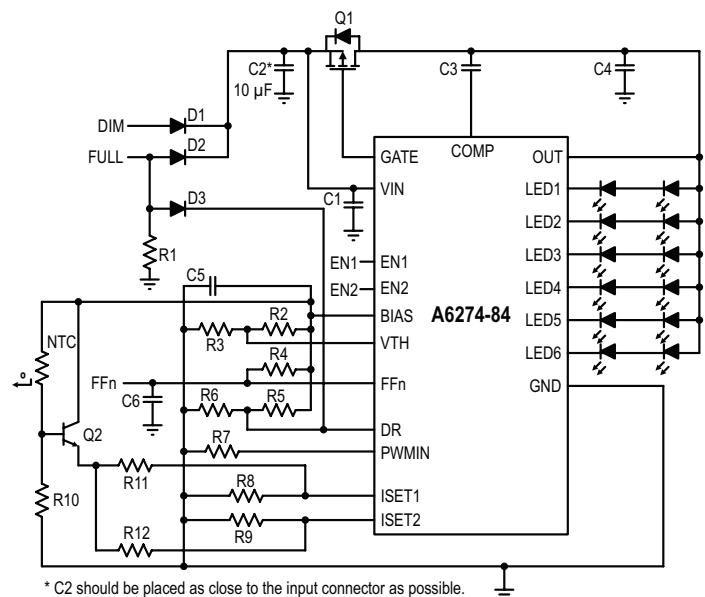 Q1
C2*
10 µF
C3
C4
D1
DIM
D2
FULL
GATE
COMP
OUT
VIN
LED1
D3
C1
LED2
R1
LED3
EN1
EN1
C5
EN2
EN2
LED4
BIAS
A6274-84
R2
LED5
R3
VTH
NTC
R4
LED6
t°
FFn
FFn
GND
C6
R6
R5
Q2
DR
R7
PWMIN
R11
R8
ISET1
R10
R12
R9
ISET2
* C2 should be placed as close to the input connector as possible.